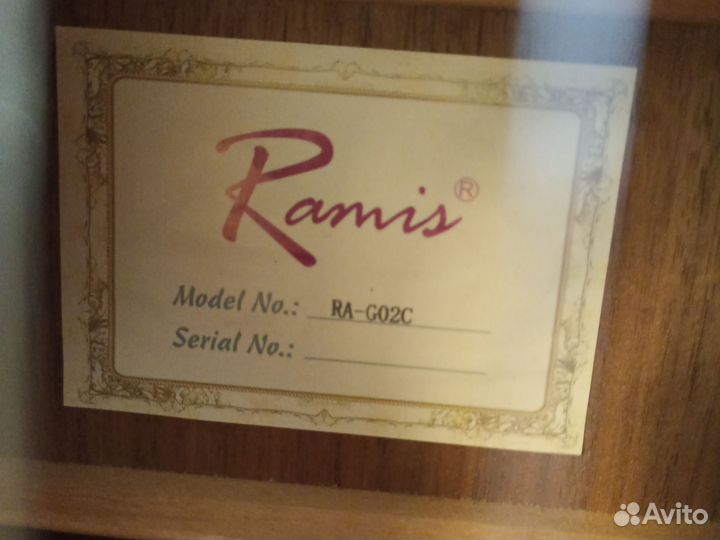 Ramis®
Model No.: RA-G02C
Serial No.:
Avito